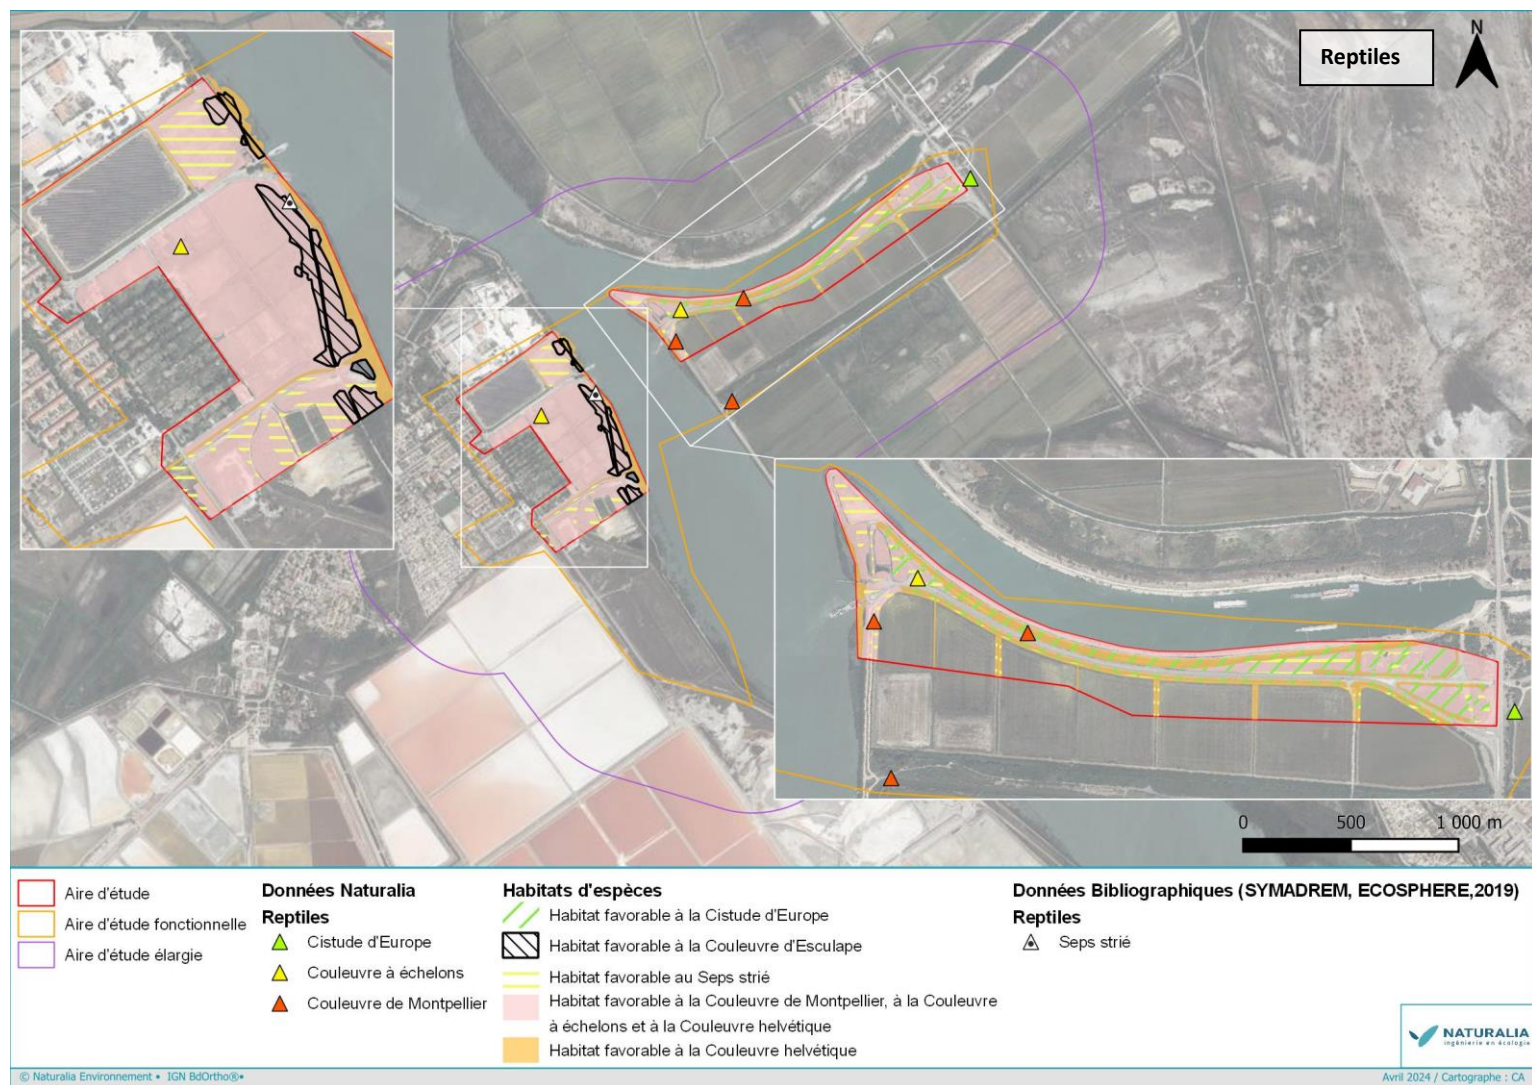 Reptiles
N
0 500 1 000 m
Aire d'étude
Aire d'étude fonctionnelle
Aire d'étude élargie
Données Naturalia
Reptiles
Cistude d'Europe
Couleuvre à échelons
Couleuvre de Montpellier
Habitats d'espèces
Habitat favorable à la Cistude d'Europe
Habitat favorable à la Couleuvre d'Esculape
Habitat favorable au Seps strié
Habitat favorable à la Couleuvre de Montpellier, à la Couleuvre
à échelons et à la Couleuvre helvétique
Habitat favorable à la Couleuvre helvétique
Données Bibliographiques (SYMADREM, ECOSPHERE,2019)
Reptiles
Seps strié
NATURALIA
ingénierie en écologie
© Naturalia Environnement • IGN BdOrtho®•
Avril 2024 / Cartographe : CA